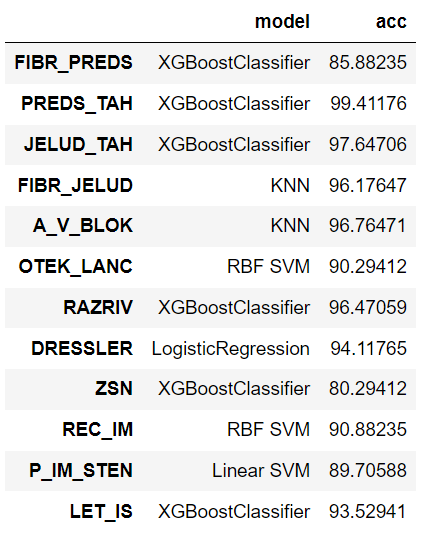 model acc
FIBR_PREDS XGBoostClassifier 85.88235
PREDS_TAH XGBoostClassifier 99.41176
JELUD_TAH XGBoostClassifier 97.64706
FIBR_JELUD KNN 96.17647
A_V_BLOK KNN 96.76471
OTEK_LANC RBF SVM 90.29412
RAZRIV XGBoostClassifier 96.47059
DRESSLER LogisticRegression 94.11765
ZSN XGBoostClassifier 80.29412
REC_IM RBF SVM 90.88235
P_IM_STEN Linear SVM 89.70588
LET_IS XGBoostClassifier 93.52941